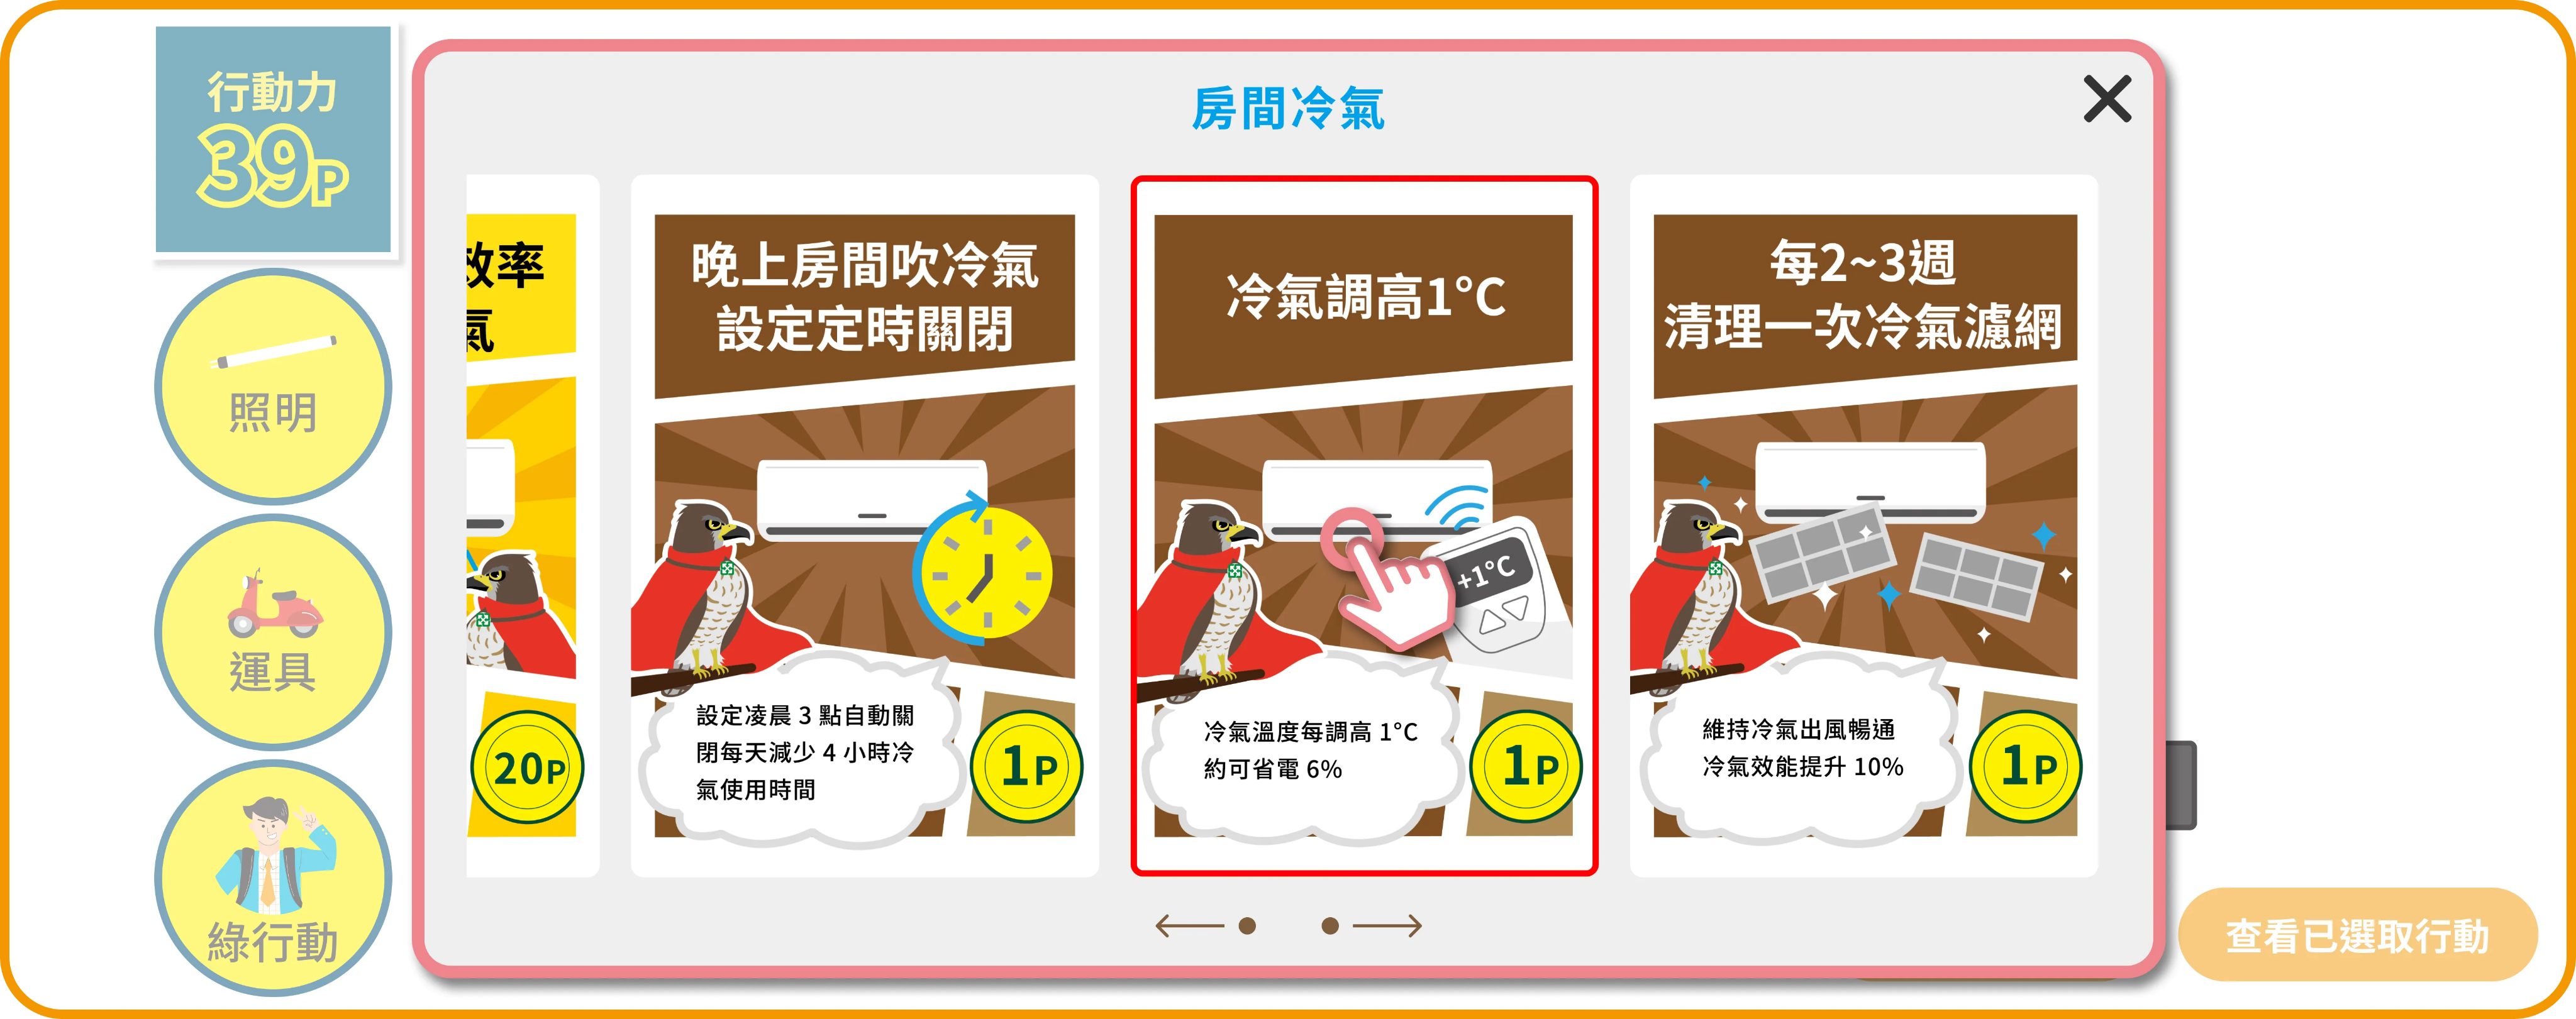 行動力
39P
照明
運具
綠行動
房間冷氣
效率
氣
20P
晚上房間吹冷氣
設定定時關閉
設定凌晨 3 點自動關
閉每天減少 4 小時冷
氣使用時間
1P
冷氣調高1°C
+1°C
冷氣溫度每調高 1°C
約可省電 6%
1P
每2~3週
清理一次冷氣濾網
維持冷氣出風暢通
冷氣效能提升 10%
1P
查看已選取行動